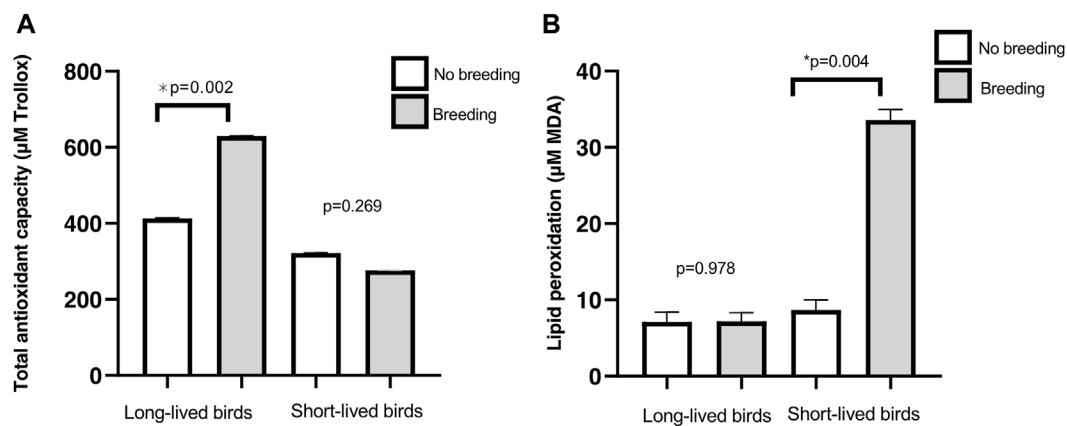 A
Total antioxidant capacity (µM Trollox)
800
600
400
200
0
*p=0.002
p=0.269
No breeding
Breeding
Long-lived birds
Short-lived birds
B
Lipid peroxidation (µM MDA)
40
30
20
10
0
p=0.978
*p=0.004
No breeding
Breeding
Long-lived birds
Short-lived birds